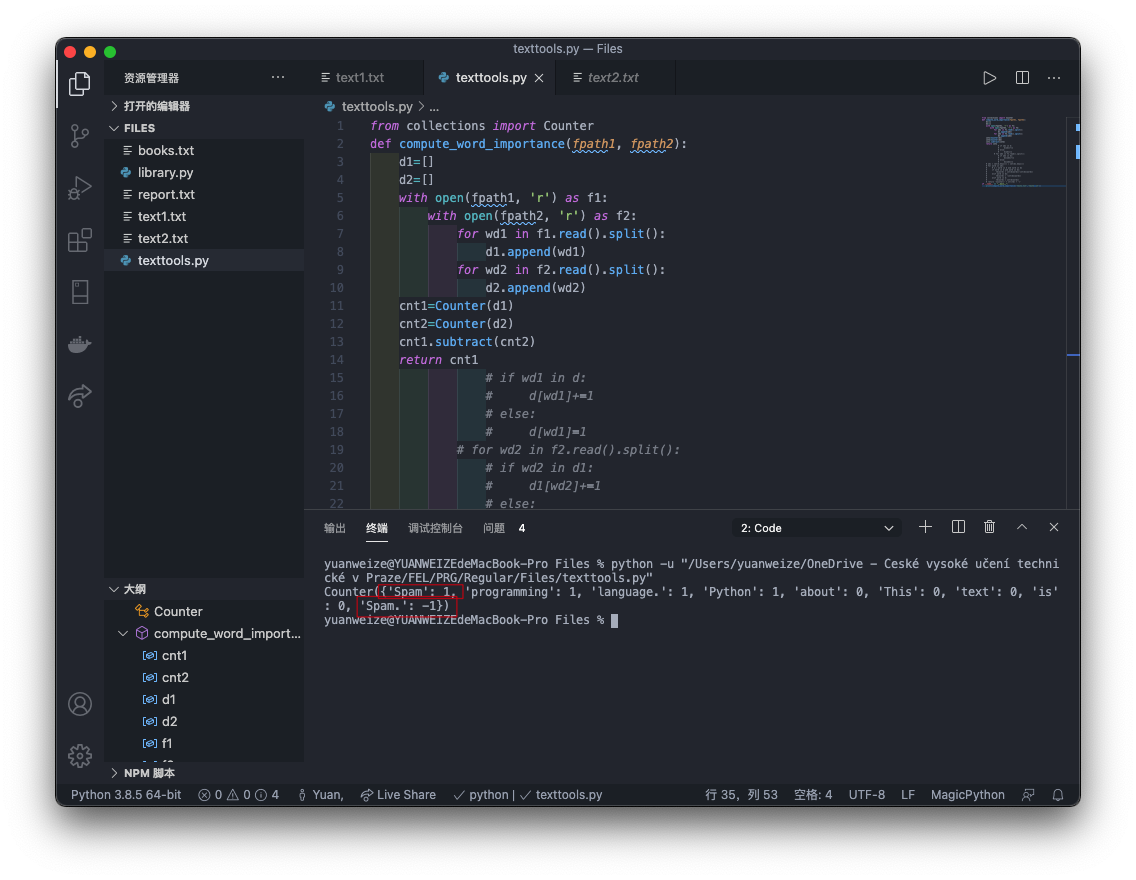 texttools.py — Files
资源管理器 ···
text1.txt texttools.py text2.txt ···
打开的编辑器
texttools.py > ...
FILES
books.txt
library.py
report.txt
text1.txt
text2.txt
texttools.py
1 from collections import Counter
2 def compute_word_importance(fpath1, fpath2):
3 d1=[]
4 d2=[]
5 with open(fpath1, 'r') as f1:
6 with open(fpath2, 'r') as f2:
7 for wd1 in f1.read().split():
8 d1.append(wd1)
9 for wd2 in f2.read().split():
10 d2.append(wd2)
11 cnt1=Counter(d1)
12 cnt2=Counter(d2)
13 cnt1.subtract(cnt2)
14 return cnt1
15 # if wd1 in d:
16 # d[wd1]+=1
17 # else:
18 # d[wd1]=1
19 # for wd2 in f2.read().split():
20 # if wd2 in d1:
21 # d1[wd2]+=1
22 # else:
输出 终端 调试控制台 问题 4 2: Code
yuanweize@YUANWEIZEdeMacBook-Pro Files % python -u "/Users/yuanweize/OneDrive - České vysoké učení techni
cké v Praze/FEL/PRG/Regular/Files/texttools.py"
Counter({'Spam': 1, 'programming': 1, 'language.': 1, 'Python': 1, 'about': 0, 'This': 0, 'text': 0, 'is'
: 0, 'Spam.': -1})
yuanweize@YUANWEIZEdeMacBook-Pro Files %
大纲
Counter
compute_word_import...
cnt1
cnt2
d1
d2
f1
NPM 脚本
Python 3.8.5 64-bit 0 0 4 Yuan, Live Share python | texttools.py 行 35，列 53 空格: 4 UTF-8 LF MagicPython